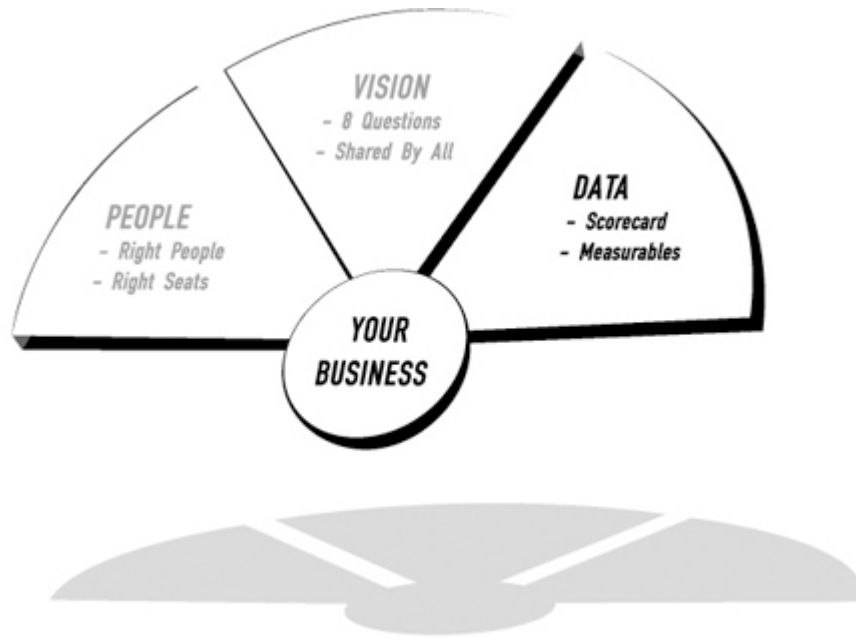 VISION
- 8 Questions
- Shared By All
PEOPLE
- Right People
- Right Seats
DATA
- Scorecard
- Measurables
YOUR
BUSINESS